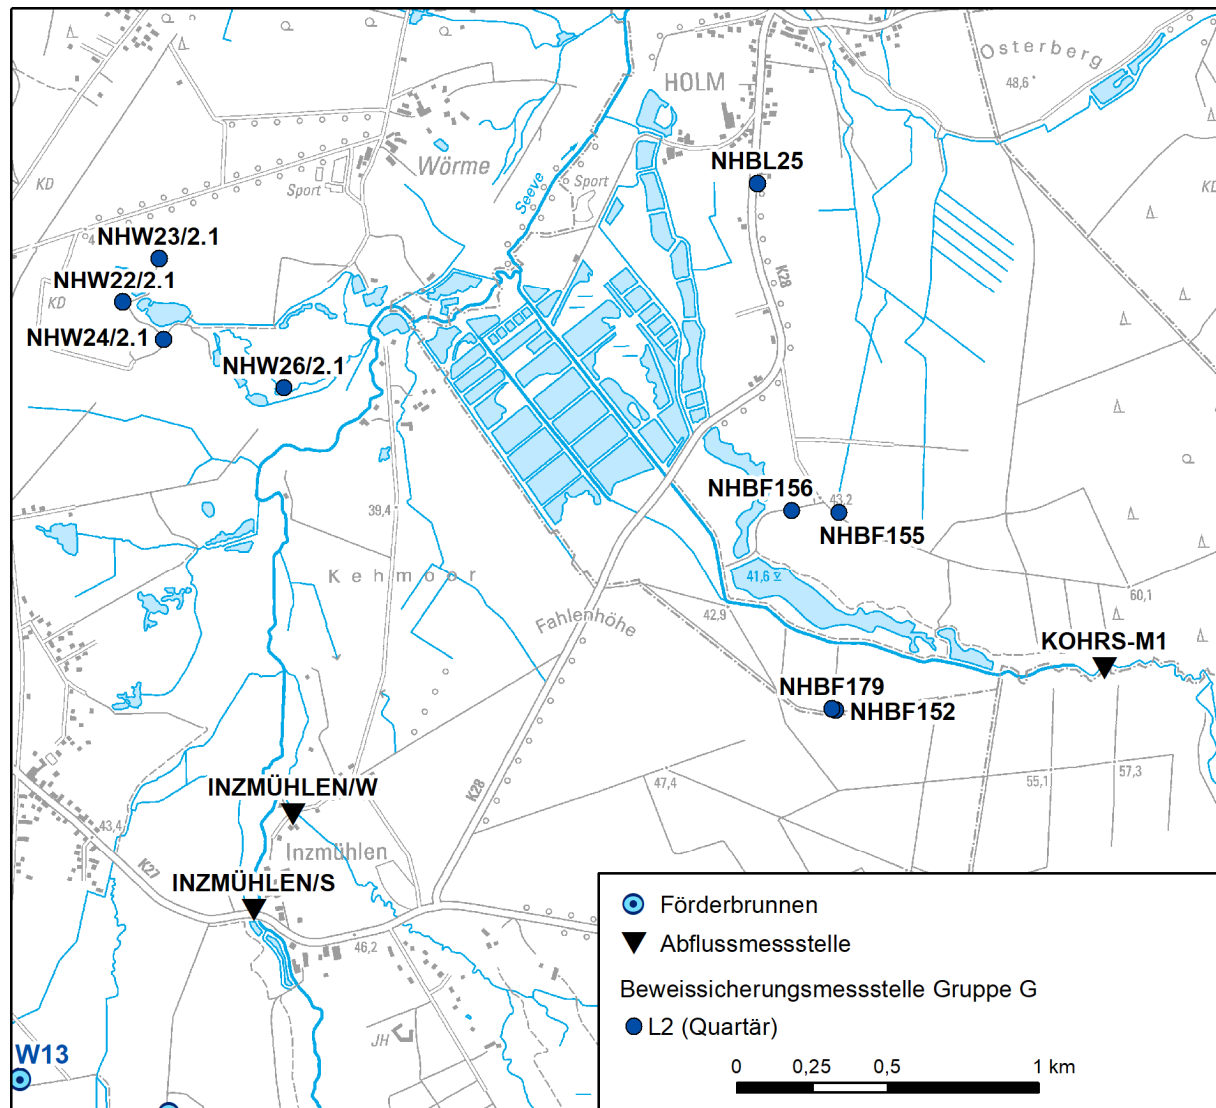 Osterberg
48,6
HOLM
Wörme
NHBL25
KD
KD
Sport
Sport
Seeve
4
NHW23/2.1
K28
NHW22/2.1
KD
NHW24/2.1
NHW26/2.1
NHBF156
43,2
39,4
NHBF155
Kehmoor
41,6
60,1
42,9
Fahlenhöhe
KOHRS-M1
NHBF179
NHBF152
INZMÜHLEN/W
K28
47,4
57,3
55,1
43,4
Inzmühlen
K27
INZMÜHLEN/S
46,2
JH
W13
Förderbrunnen
Abflussmessstelle
Beweissicherungsmessstelle Gruppe G
L2 (Quartär)
0 0,25 0,5 1 km